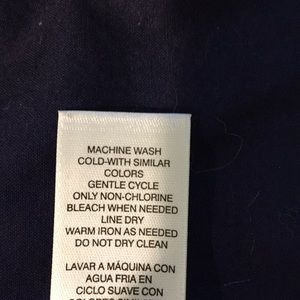 MACHINE WASH
COLD-WITH SIMILAR
COLORS
GENTLE CYCLE
ONLY NON-CHLORINE
BLEACH WHEN NEEDED
LINE DRY
WARM IRON AS NEEDED
DO NOT DRY CLEAN
LAVAR A MÁQUINA CON
AGUA FRIA EN
CICLO SUAVE CON